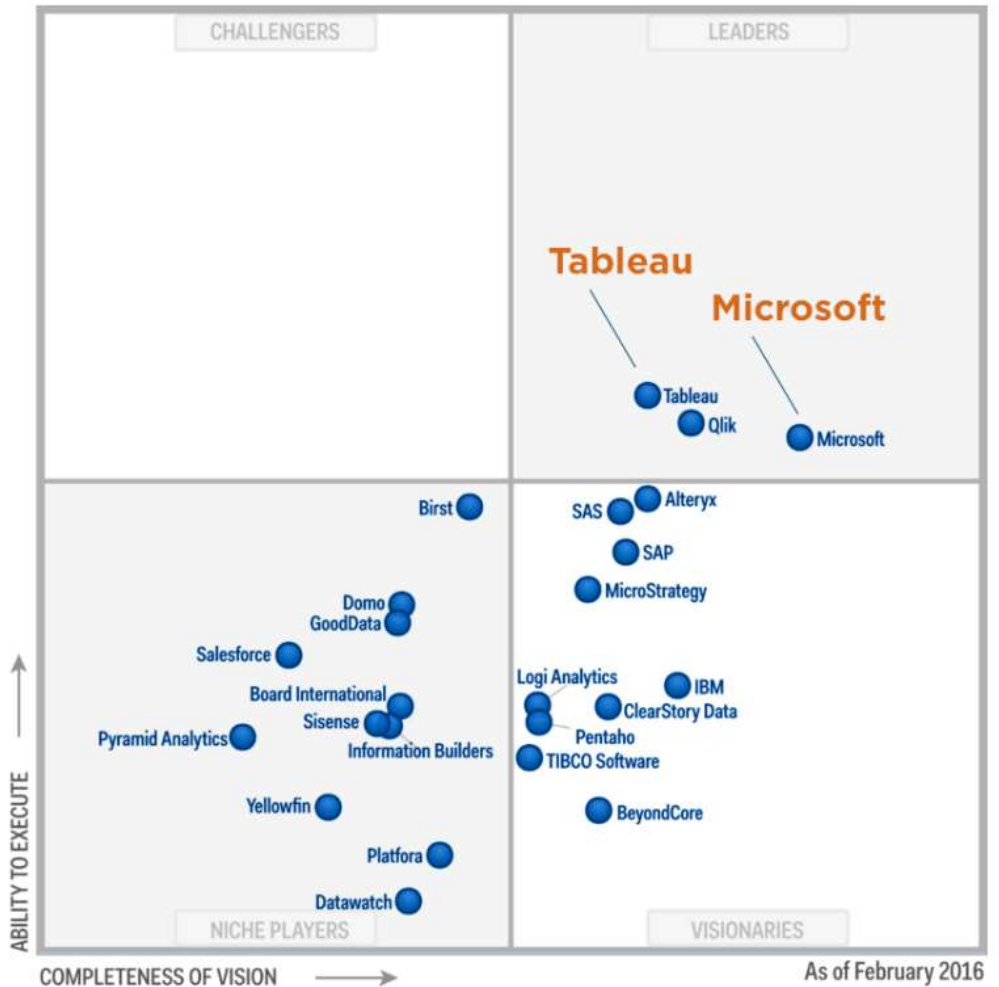 CHALLENGERS
LEADERS
Tableau
Microsoft
Tableau
Qlik
Microsoft
Birst
SAS
Alteryx
SAP
Domo
MicroStrategy
GoodData
Salesforce
Logi Analytics
IBM
Board International
ClearStory Data
Sisense
Pentaho
Pyramid Analytics
Information Builders
TIBCO Software
Yellowfin
BeyondCore
Platfora
Datawatch
NICHE PLAYERS
VISIONARIES
ABILITY TO EXECUTE
COMPLETENESS OF VISION
As of February 2016